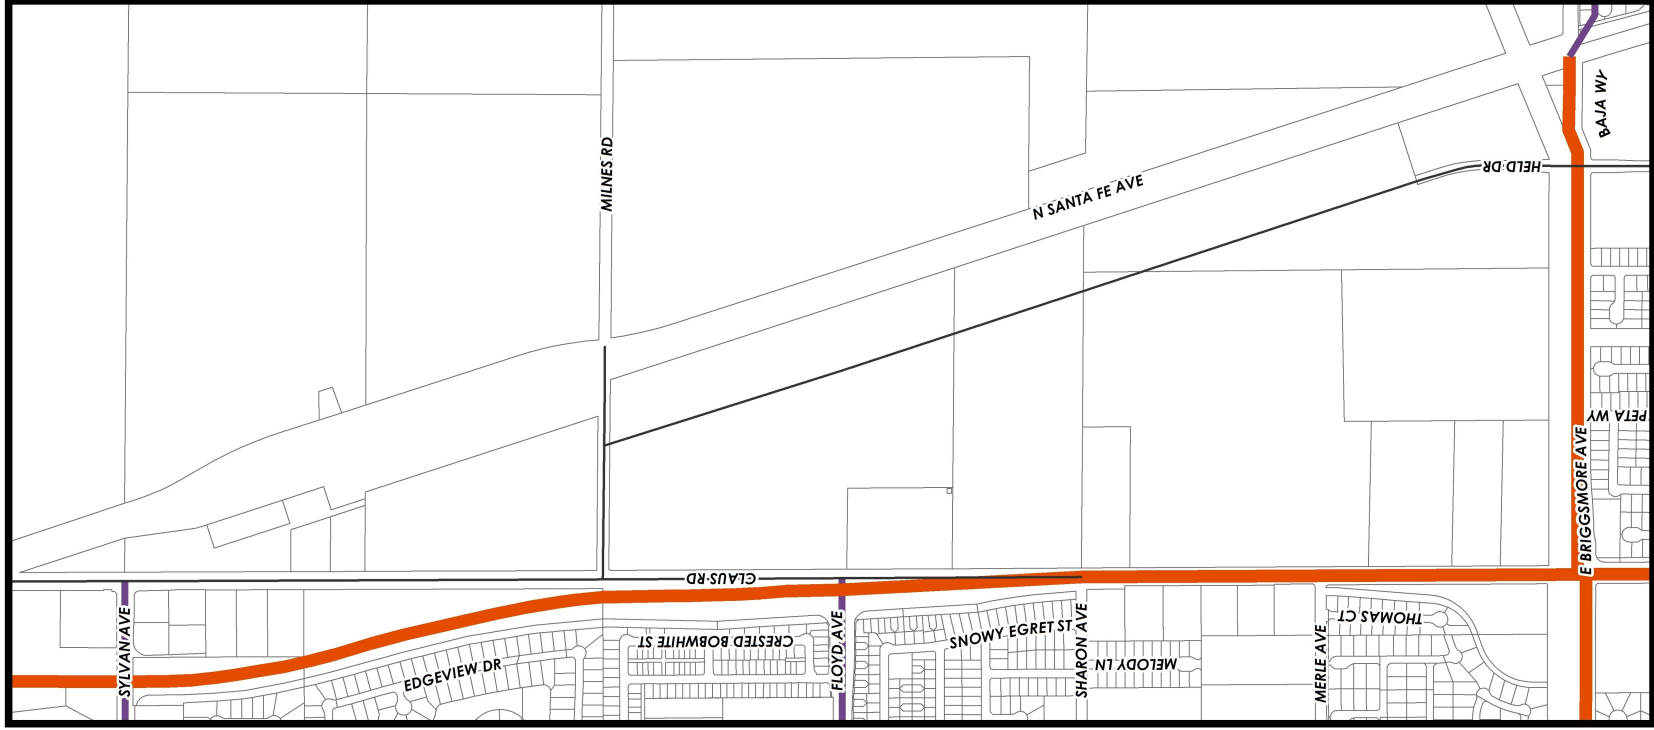 BAJA WY
HELD DR
MILNES RD
N SANTA FE AVE
PETA WY
E BRIGGSMORE AVE
CLAUS RD
SYLVAN AVE
FLOYD AVE
CRESTED BOBWHITE ST
SNOWY EGRET ST
SHARON AVE
THOMAS CT
MERLE AVE
MELODY LN
EDGEVIEW DR